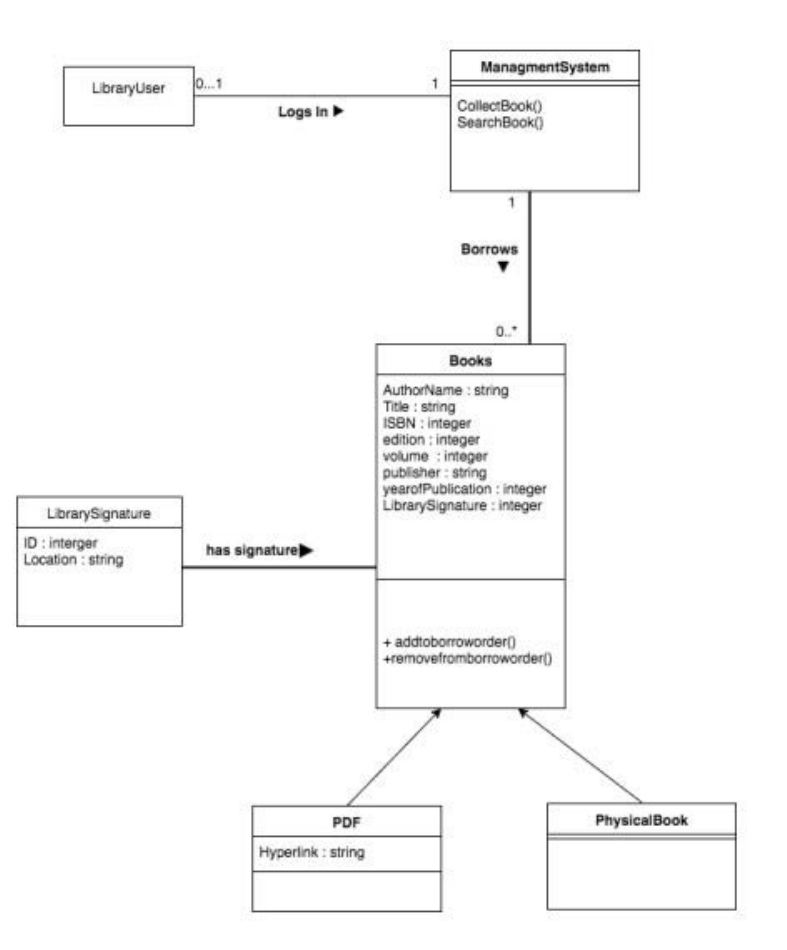 LibraryUser
0...1
1
Logs In ▶
ManagmentSystem
CollectBook()
SearchBook()
1
Borrows
▼
0..*
Books
AuthorName : string
Title : string
ISBN : integer
edition : integer
volume : integer
publisher : string
yearofPublication : integer
LibrarySignature : integer
+ addtoborroworder()
+removefromborroworder()
LibrarySignature
ID : interger
Location : string
has signature▶
PDF
Hyperlink : string
PhysicalBook